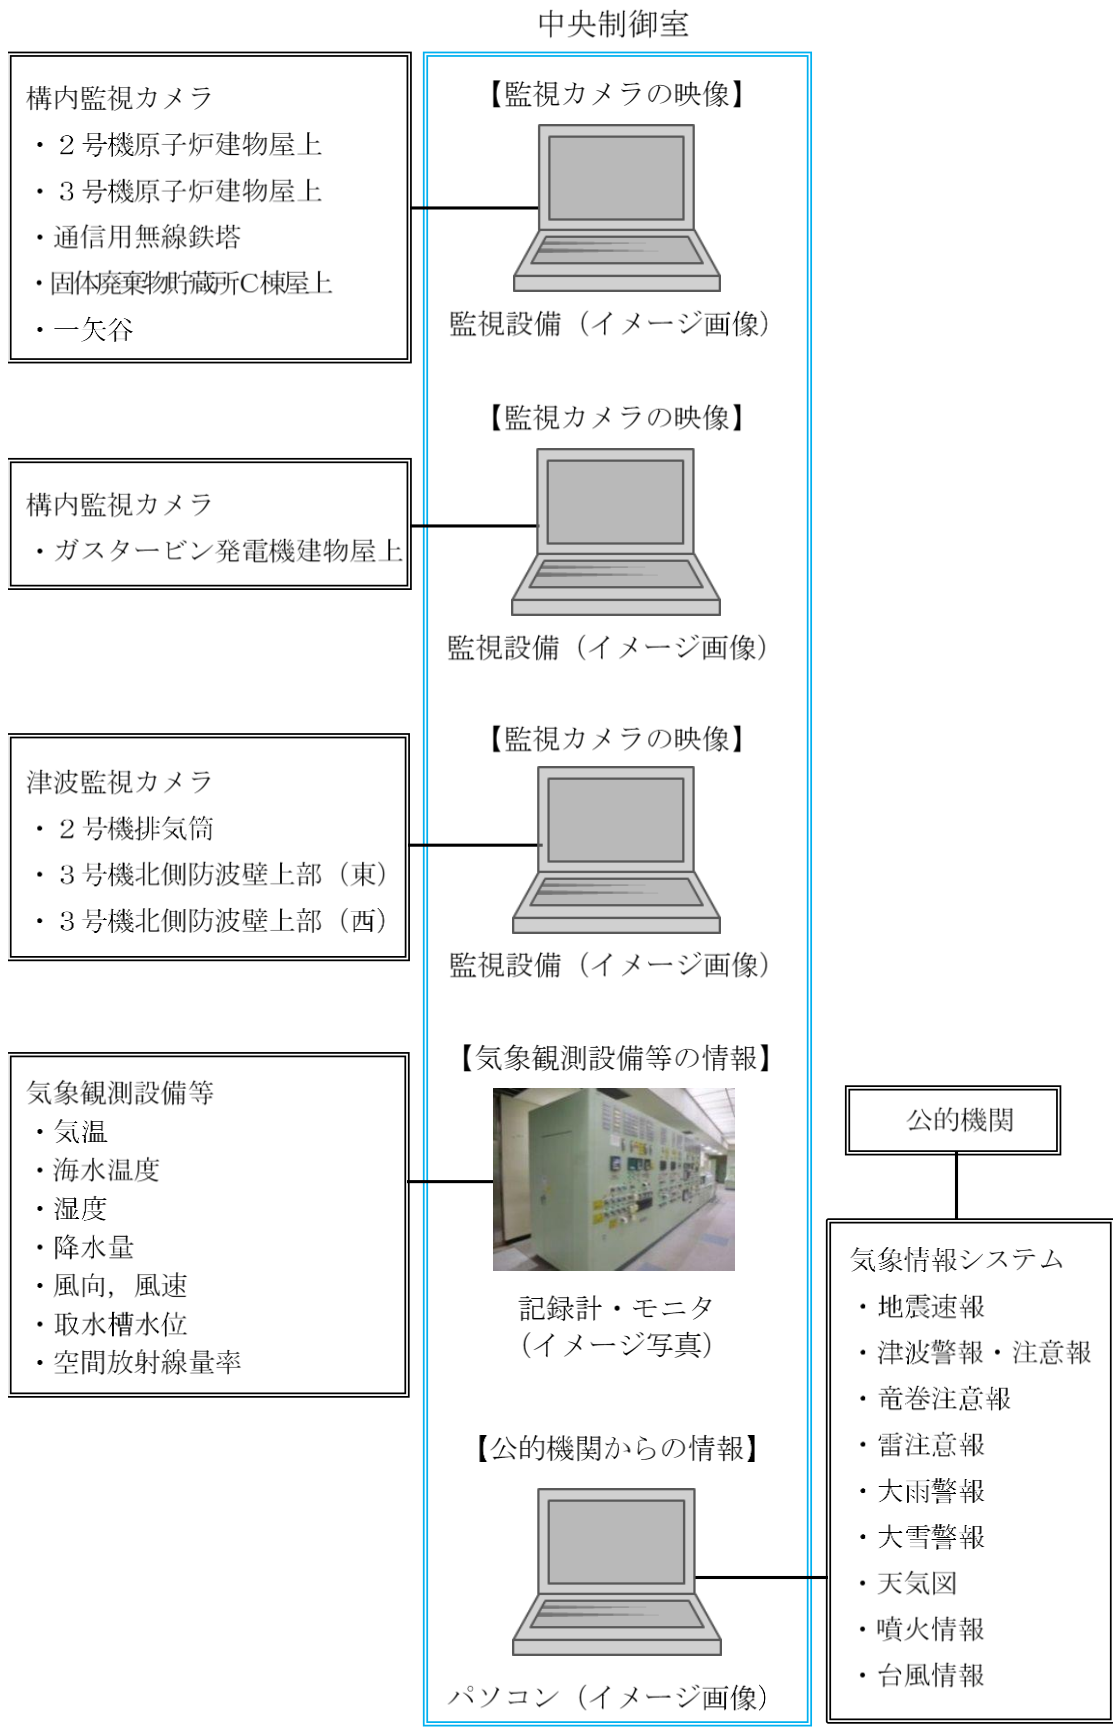 中央制御室
構内監視カメラ
・２号機原子炉建物屋上
・３号機原子炉建物屋上
・通信用無線鉄塔
・固体廃棄物貯蔵所Ｃ棟屋上
・一矢谷
【監視カメラの映像】
監視設備（イメージ画像）
構内監視カメラ
・ガスタービン発電機建物屋上
【監視カメラの映像】
監視設備（イメージ画像）
津波監視カメラ
・２号機排気筒
・３号機北側防波壁上部（東）
・３号機北側防波壁上部（西）
【監視カメラの映像】
監視設備（イメージ画像）
気象観測設備等
・気温
・海水温度
・湿度
・降水量
・風向，風速
・取水槽水位
・空間放射線量率
【気象観測設備等の情報】
記録計・モニタ
（イメージ写真）
【公的機関からの情報】
パソコン（イメージ画像）
公的機関
気象情報システム
・地震速報
・津波警報・注意報
・竜巻注意報
・雷注意報
・大雨警報
・大雪警報
・天気図
・噴火情報
・台風情報